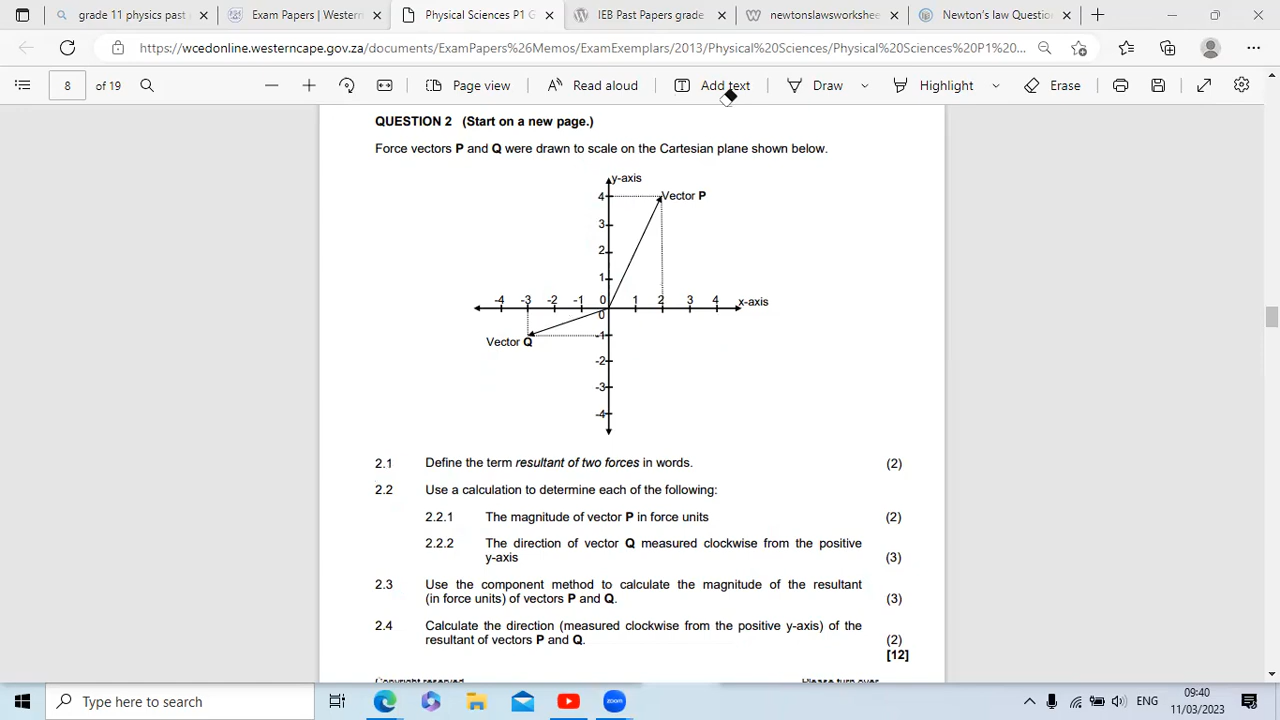 grade 11 physics past
Exam Papers | Western
Physical Sciences P1 G
IEB Past Papers grade
newtonslawsworksheet
Newton's law Question
https://wcedonline.westerncape.gov.za/documents/ExamPapers%26Memos/ExamExemplars/2013/Physical%20Sciences/Physical%20Sciences%20P1%20...
8 of 19
Page view
Read aloud
Add text
Draw
Highlight
Erase
QUESTION 2 (Start on a new page.)
Force vectors P and Q were drawn to scale on the Cartesian plane shown below.
y-axis
4 Vector P
3
2
1
-4 -3 -2 -1 0 1 2 3 4 x-axis
0
-1
Vector Q
-2
-3
-4
2.1 Define the term resultant of two forces in words. (2)
2.2 Use a calculation to determine each of the following:
2.2.1 The magnitude of vector P in force units (2)
2.2.2 The direction of vector Q measured clockwise from the positive
y-axis (3)
2.3 Use the component method to calculate the magnitude of the resultant
(in force units) of vectors P and Q. (3)
2.4 Calculate the direction (measured clockwise from the positive y-axis) of the
resultant of vectors P and Q. (2)
[12]
Copyright reserved Please turn over
Type here to search
zoom
ENG
09:40
11/03/2023